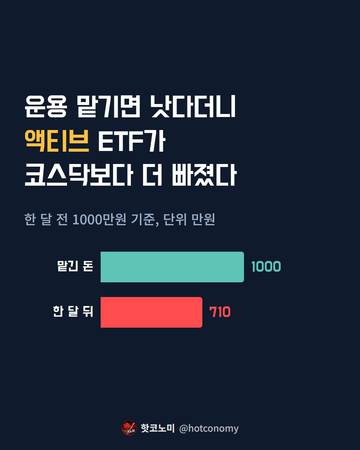 운용 맡기면 낫다더니
액티브 ETF가
코스닥보다 더 빠졌다
한 달 전 1000만원 기준, 단위 만원
맡긴 돈 1000
한 달 뒤 710
핫코노미 @hotconomy